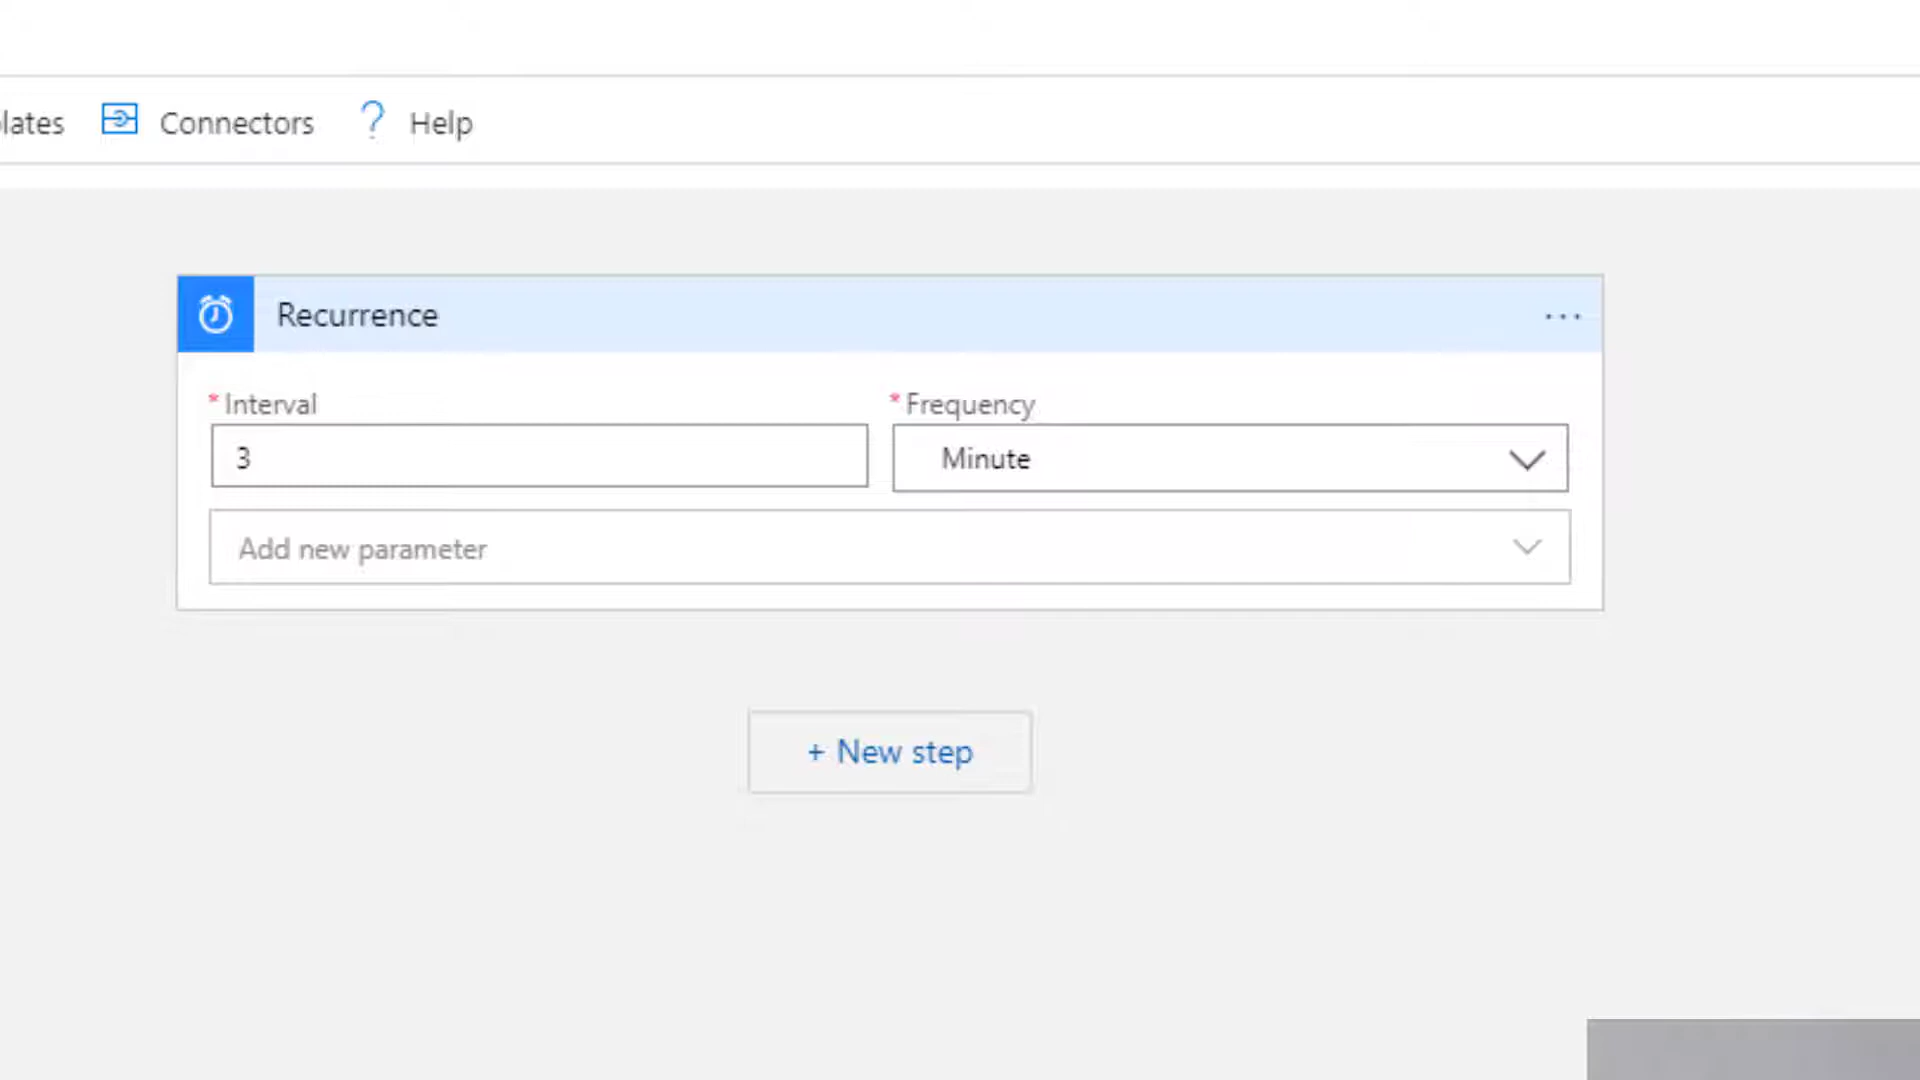 lates Connectors Help
Recurrence
* Interval * Frequency
3 Minute
Add new parameter
+ New step